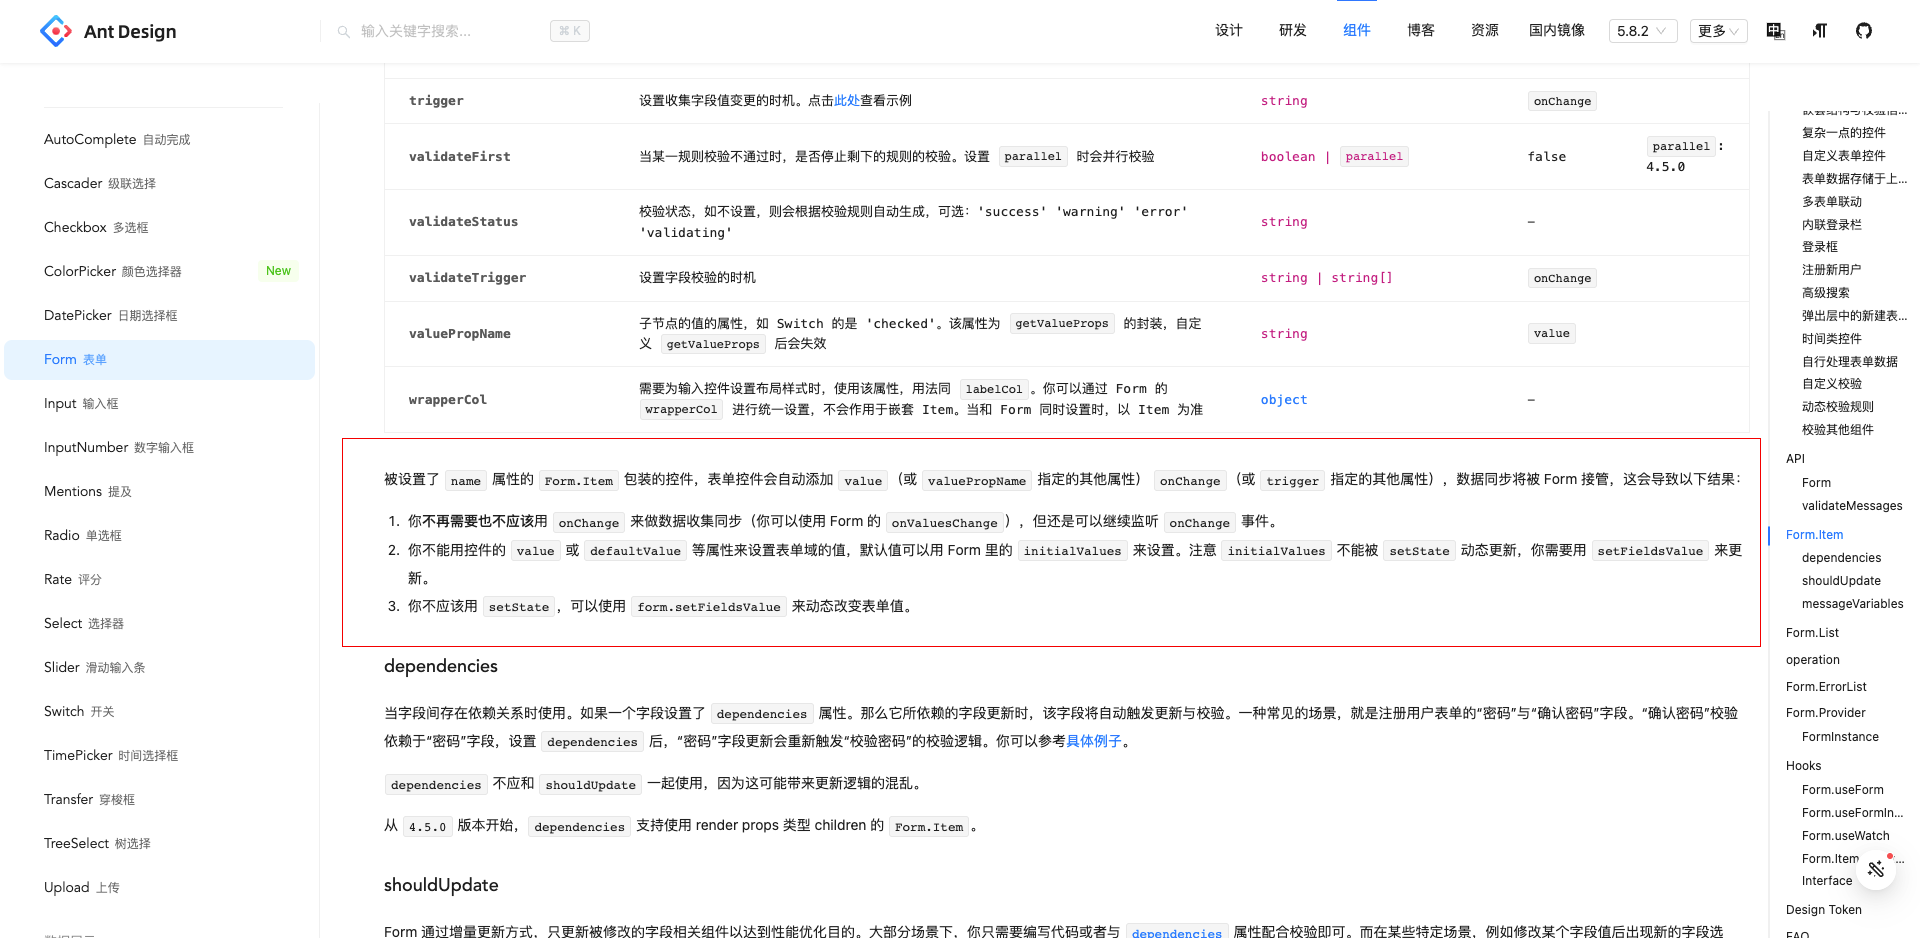 Ant Design
输入关键字搜索...
⌘ K
设计
研发
组件
博客
资源
国内镜像
5.8.2
更多
AutoComplete 自动完成
Cascader 级联选择
Checkbox 多选框
ColorPicker 颜色选择器 New
DatePicker 日期选择框
Form 表单
Input 输入框
InputNumber 数字输入框
Mentions 提及
Radio 单选框
Rate 评分
Select 选择器
Slider 滑动输入条
Switch 开关
TimePicker 时间选择框
Transfer 穿梭框
TreeSelect 树选择
Upload 上传
trigger 设置收集字段值变更的时机。点击此处查看示例 string onChange
validateFirst 当某一规则校验不通过时，是否停止剩下的规则的校验。设置 parallel 时会并行校验 boolean | parallel false parallel:
4.5.0
validateStatus 校验状态，如不设置，则会根据校验规则自动生成，可选：'success' 'warning' 'error'
'validating' string -
validateTrigger 设置字段校验的时机 string | string[] onChange
valuePropName 子节点的值的属性，如 Switch 的是 'checked'。该属性为 getValueProps 的封装，自定
义 getValueProps 后会失效 string value
wrapperCol 需要为输入控件设置布局样式时，使用该属性，用法同 labelCol。你可以通过 Form 的
wrapperCol 进行统一设置，不会作用于嵌套 Item。当和 Form 同时设置时，以 Item 为准 object -
被设置了 name 属性的 Form.Item 包装的控件，表单控件会自动添加 value（或 valuePropName 指定的其他属性） onChange（或 trigger 指定的其他属性），数据同步将被 Form 接管，这会导致以下结果：
1. 你不再需要也不应该用 onChange 来做数据收集同步（你可以使用 Form 的 onValuesChange），但还是可以继续监听 onChange 事件。
2. 你不能用控件的 value 或 defaultValue 等属性来设置表单域的值，默认值可以用 Form 里的 initialValues 来设置。注意 initialValues 不能被 setState 动态更新，你需要用 setFieldsValue 来更
新。
3. 你不应该用 setState，可以使用 form.setFieldsValue 来动态改变表单值。
dependencies
当字段间存在依赖关系时使用。如果一个字段设置了 dependencies 属性。那么它所依赖的字段更新时，该字段将自动触发更新与校验。一种常见的场景，就是注册用户表单的“密码”与“确认密码”字段。“确认密码”校验
依赖于“密码”字段，设置 dependencies 后，“密码”字段更新会重新触发“校验密码”的校验逻辑。你可以参考具体例子。
dependencies 不应和 shouldUpdate 一起使用，因为这可能带来更新逻辑的混乱。
从 4.5.0 版本开始，dependencies 支持使用 render props 类型 children 的 Form.Item。
shouldUpdate
Form 通过增量更新方式，只更新被修改的字段相关组件以达到性能优化目的。大部分场景下，你只需要编写代码或者与 dependencies 属性配合校验即可。而在某些特定场景，例如修改某个字段值后出现新的字段选
复杂一点的控件
自定义表单控件
表单数据存储于上...
多表单联动
内联登录栏
登录框
注册新用户
高级搜索
弹出层中的新建表...
时间类控件
自行处理表单数据
自定义校验
动态校验规则
校验其他组件
API
Form
validateMessages
Form.Item
dependencies
shouldUpdate
messageVariables
Form.List
operation
Form.ErrorList
Form.Provider
FormInstance
Hooks
Form.useForm
Form.useFormIn...
Form.useWatch
Form.Item
Interface
Design Token
FAQ